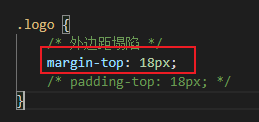 .logo {
/* 外边距塌陷 */
margin-top: 18px;
/* padding-top: 18px; */
}